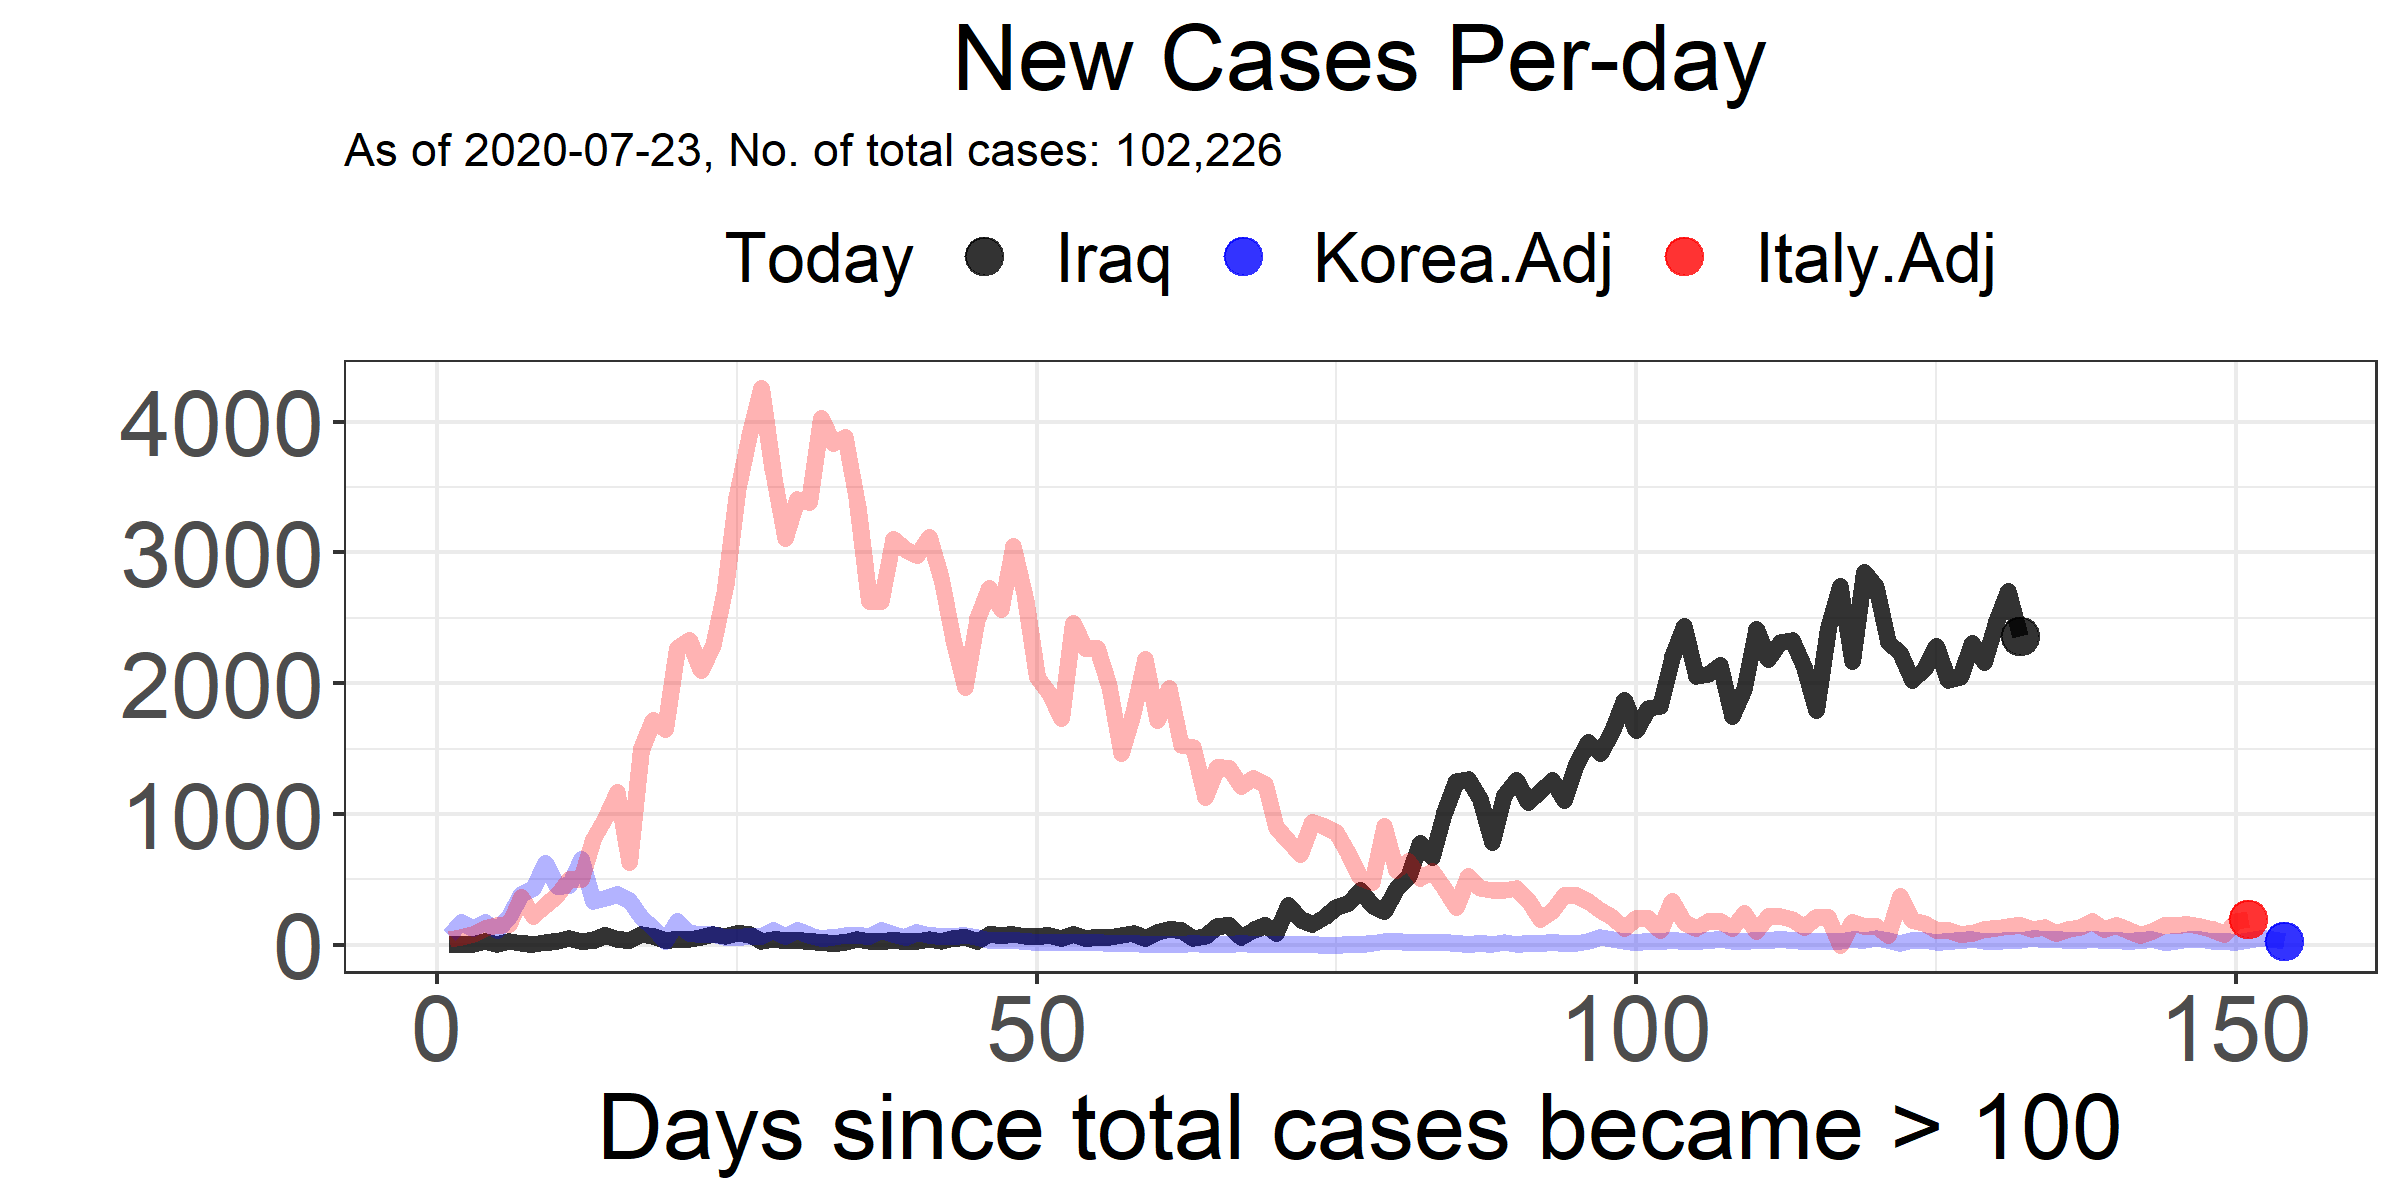 New Cases Per-day
As of 2020-07-23, No. of total cases: 102,226
Today Iraq Korea.Adj Italy.Adj
4000
3000
2000
1000
0
0 50 100 150
Days since total cases became > 100